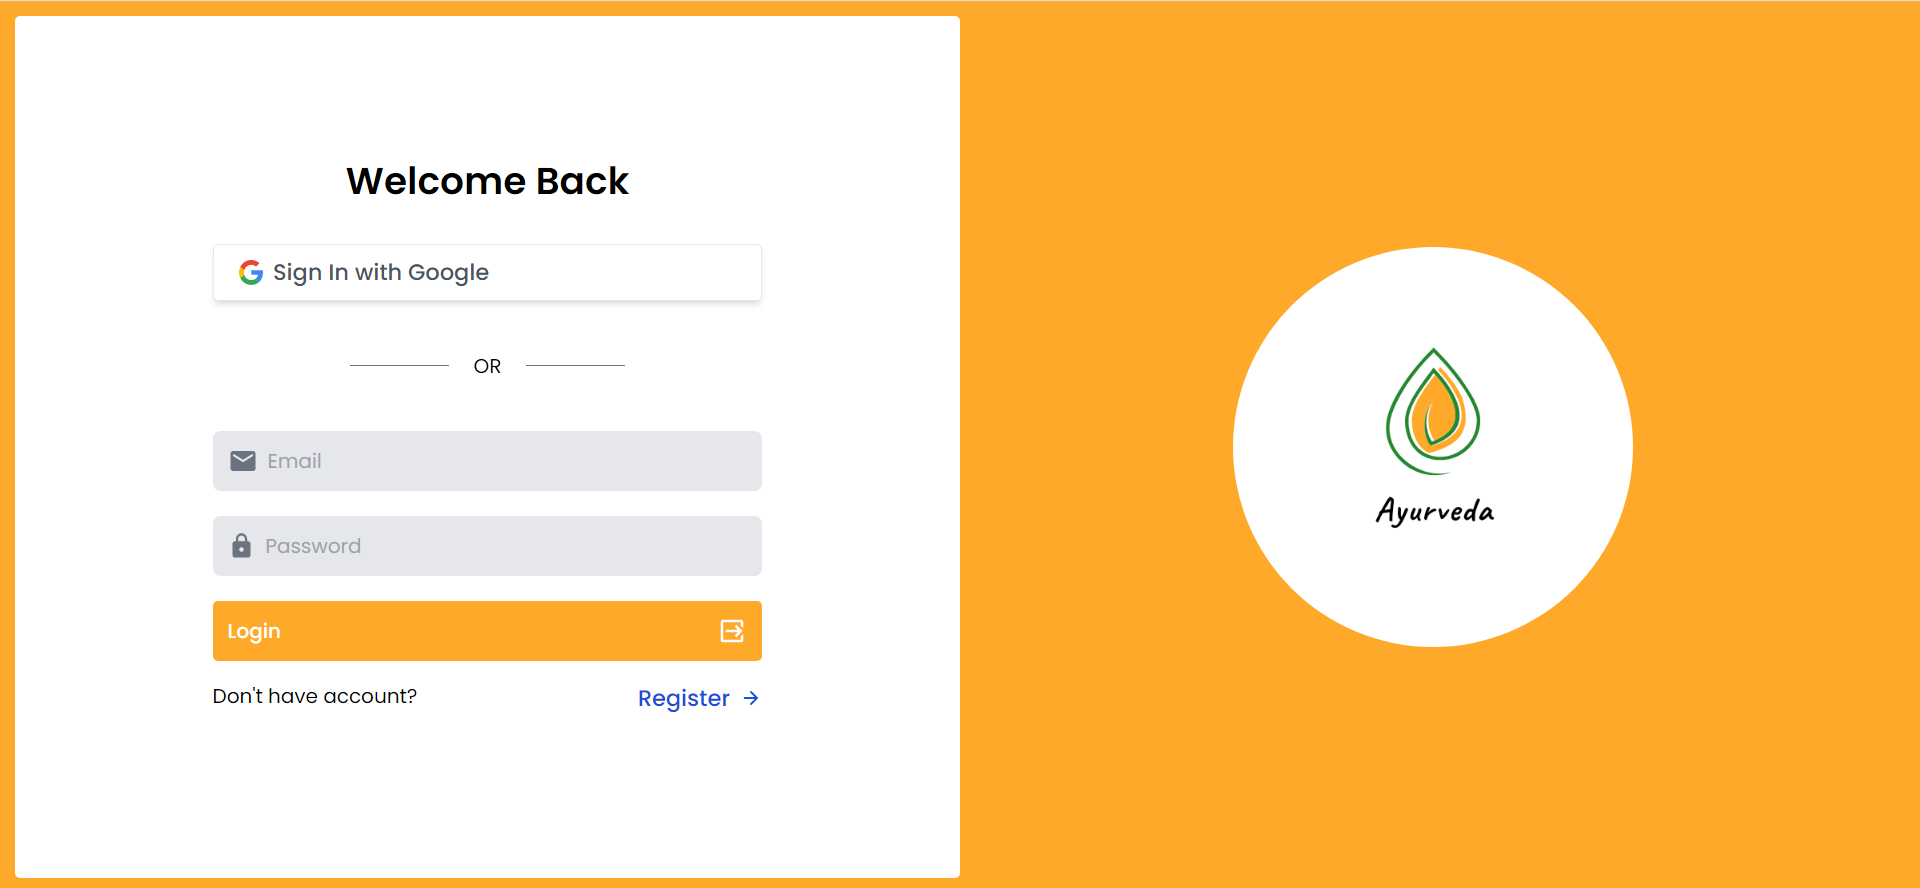 Welcome Back
Sign In with Google
OR
Email
Password
Login
Don't have account?
Register
Ayurveda